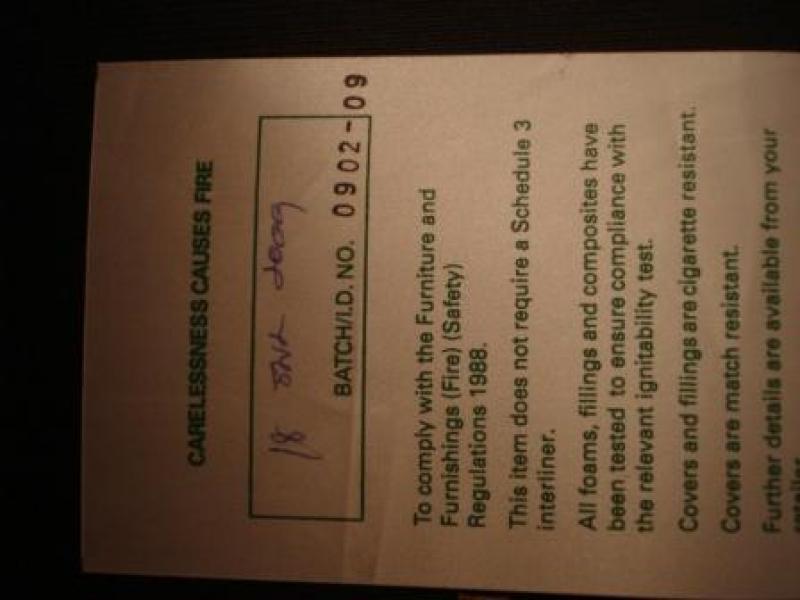 CARELESSNESS CAUSES FIRE
18
BATCH/I.D. NO. 0902-09
To comply with the Furniture and
Furnishings (Fire) (Safety)
Regulations 1988.
This item does not require a Schedule 3
interliner.
All foams, fillings and composites have
been tested to ensure compliance with
the relevant ignitability test.
Covers and fillings are cigarette resistant.
Covers are match resistant.
Further details are available from your